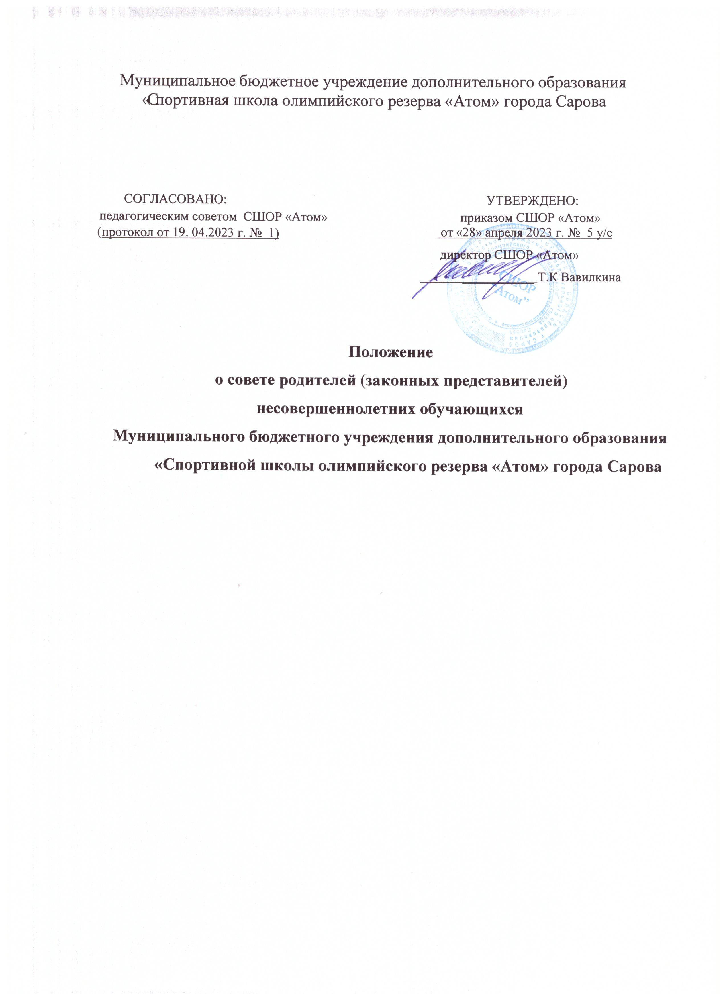 Муниципальное бюджетное учреждение дополнительного образования
«Спортивная школа олимпийского резерва «Атом» города Сарова
СОГЛАСОВАНО:
педагогическим советом СШОР «Атом»
(протокол от 19. 04.2023 г. № 1)
УТВЕРЖДЕНО:
приказом СШОР «Атом»
от «28» апреля 2023 г. № 5 у/с
директор СШОР «Атом»
Т.К Вавилкина
СШОР
"Атом"
Положение
о совете родителей (законных представителей)
несовершеннолетних обучающихся
Муниципального бюджетного учреждения дополнительного образования
«Спортивной школы олимпийского резерва «Атом» города Сарова